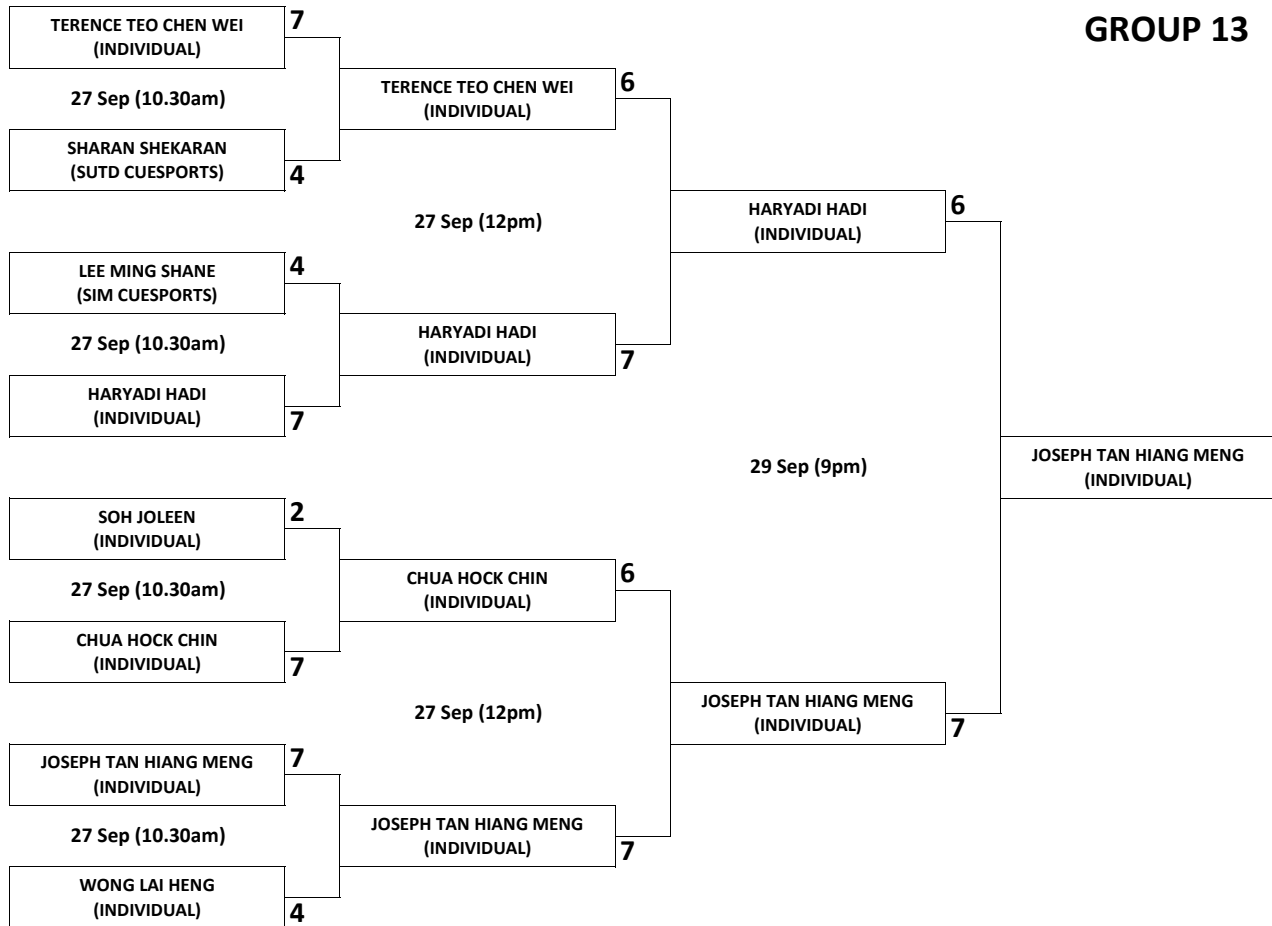 GROUP 13
TERENCE TEO CHEN WEI
(INDIVIDUAL)
7
27 Sep (10.30am)
SHARAN SHEKARAN
(SUTD CUESPORTS)
4
LEE MING SHANE
(SIM CUESPORTS)
4
27 Sep (10.30am)
HARYADI HADI
(INDIVIDUAL)
7
SOH JOLEEN
(INDIVIDUAL)
2
27 Sep (10.30am)
CHUA HOCK CHIN
(INDIVIDUAL)
7
JOSEPH TAN HIANG MENG
(INDIVIDUAL)
7
27 Sep (10.30am)
WONG LAI HENG
(INDIVIDUAL)
4
TERENCE TEO CHEN WEI
(INDIVIDUAL)
6
27 Sep (12pm)
HARYADI HADI
(INDIVIDUAL)
7
CHUA HOCK CHIN
(INDIVIDUAL)
6
27 Sep (12pm)
JOSEPH TAN HIANG MENG
(INDIVIDUAL)
7
HARYADI HADI
(INDIVIDUAL)
6
29 Sep (9pm)
JOSEPH TAN HIANG MENG
(INDIVIDUAL)
7
JOSEPH TAN HIANG MENG
(INDIVIDUAL)